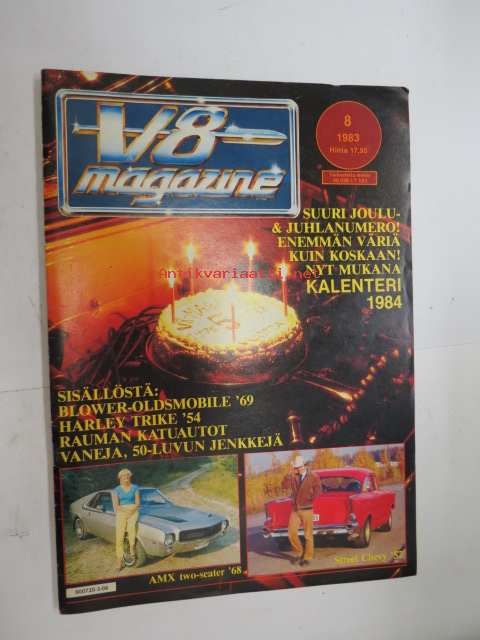 V8
magazine
8
1983
Hinta 17,80
SUURI JOULU-
& JUHLANUMERO!
ENEMMÄN VÄRIÄ
KUIN KOSKAAN!
NYT MUKANA
KALENTERI
1984
Antikvariaatti.net
SISÄLLÖSTÄ:
BLOWER-OLDSMOBILE '69
HARLEY TRIKE '54
RAUMAN KATUAUTOT
VANEJA, 50-LUVUN JENKKEJÄ
AMX two-seater '68
Street Chevy '57